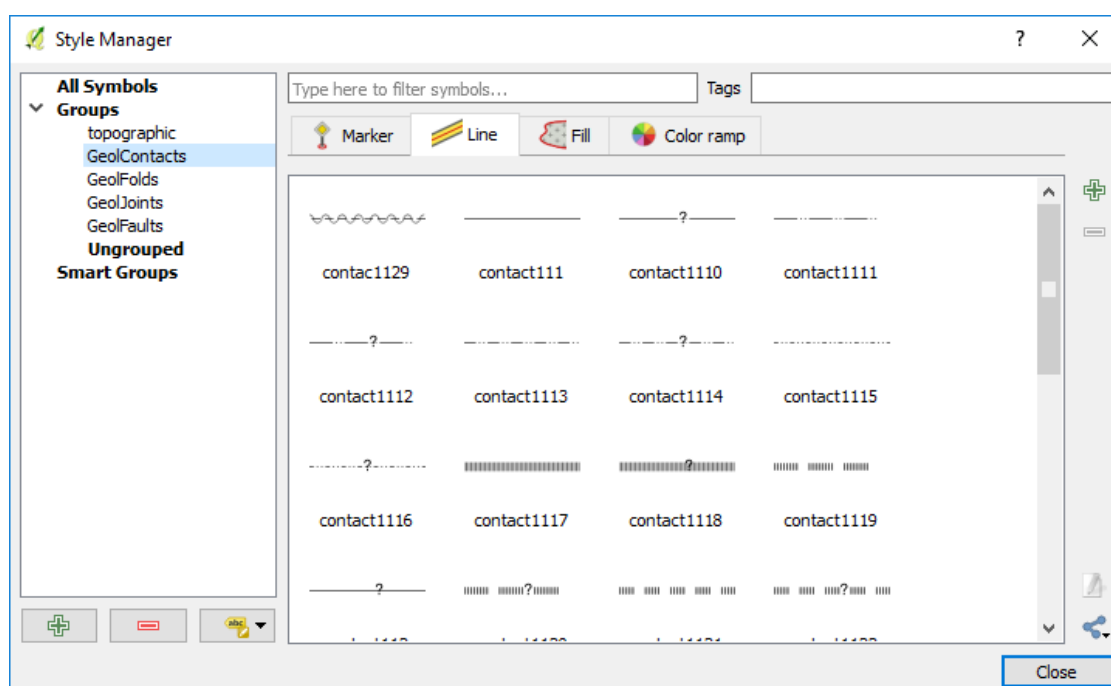 Style Manager
?
All Symbols
Groups
topographic
GeolContacts
GeolFolds
GeolJoints
GeolFaults
Ungrouped
Smart Groups
Type here to filter symbols...
Tags
Marker
Line
Fill
Color ramp
contac1129
contact111
?
contact1110
contact1111
?
contact1112
contact1113
?
contact1114
contact1115
?
contact1116
contact1117
?
contact1118
contact1119
?
?
?
abc
Close